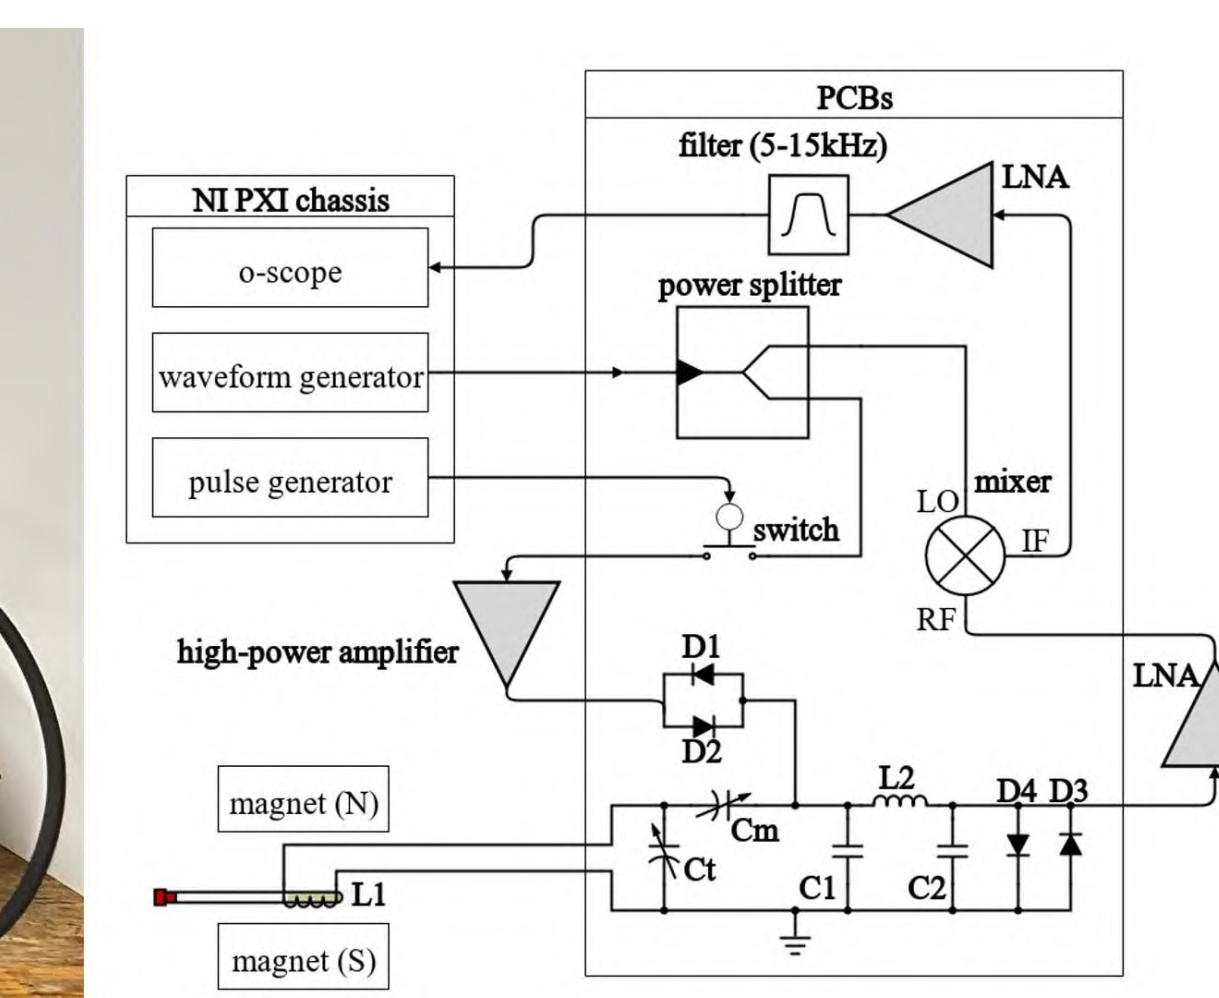 PCBs
filter (5-15kHz)
LNA
NI PXI chassis
o-scope
power splitter
waveform generator
pulse generator
mixer
LO
switch
IF
RF
high-power amplifier
D1
LNA
D2
L2
D4 D3
magnet (N)
Cm
Ct
C1
C2
L1
magnet (S)